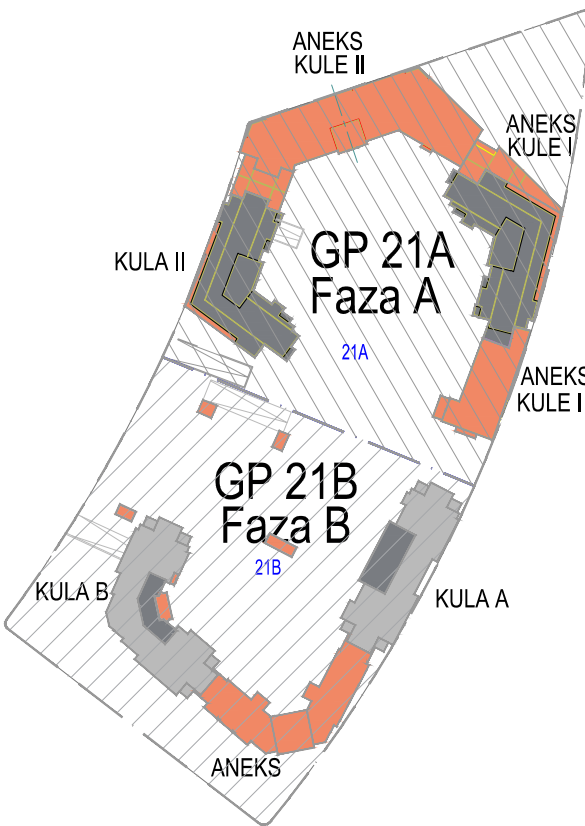 ANEKS
KULE II
ANEKS
KULE I
KULA II
GP 21A
Faza A
21A
ANEKS
KULE I
GP 21B
Faza B
21B
KULA B
KULA A
ANEKS